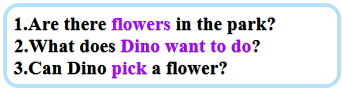 1.Are there flowers in the park?
2.What does Dino want to do?
3.Can Dino pick a flower?